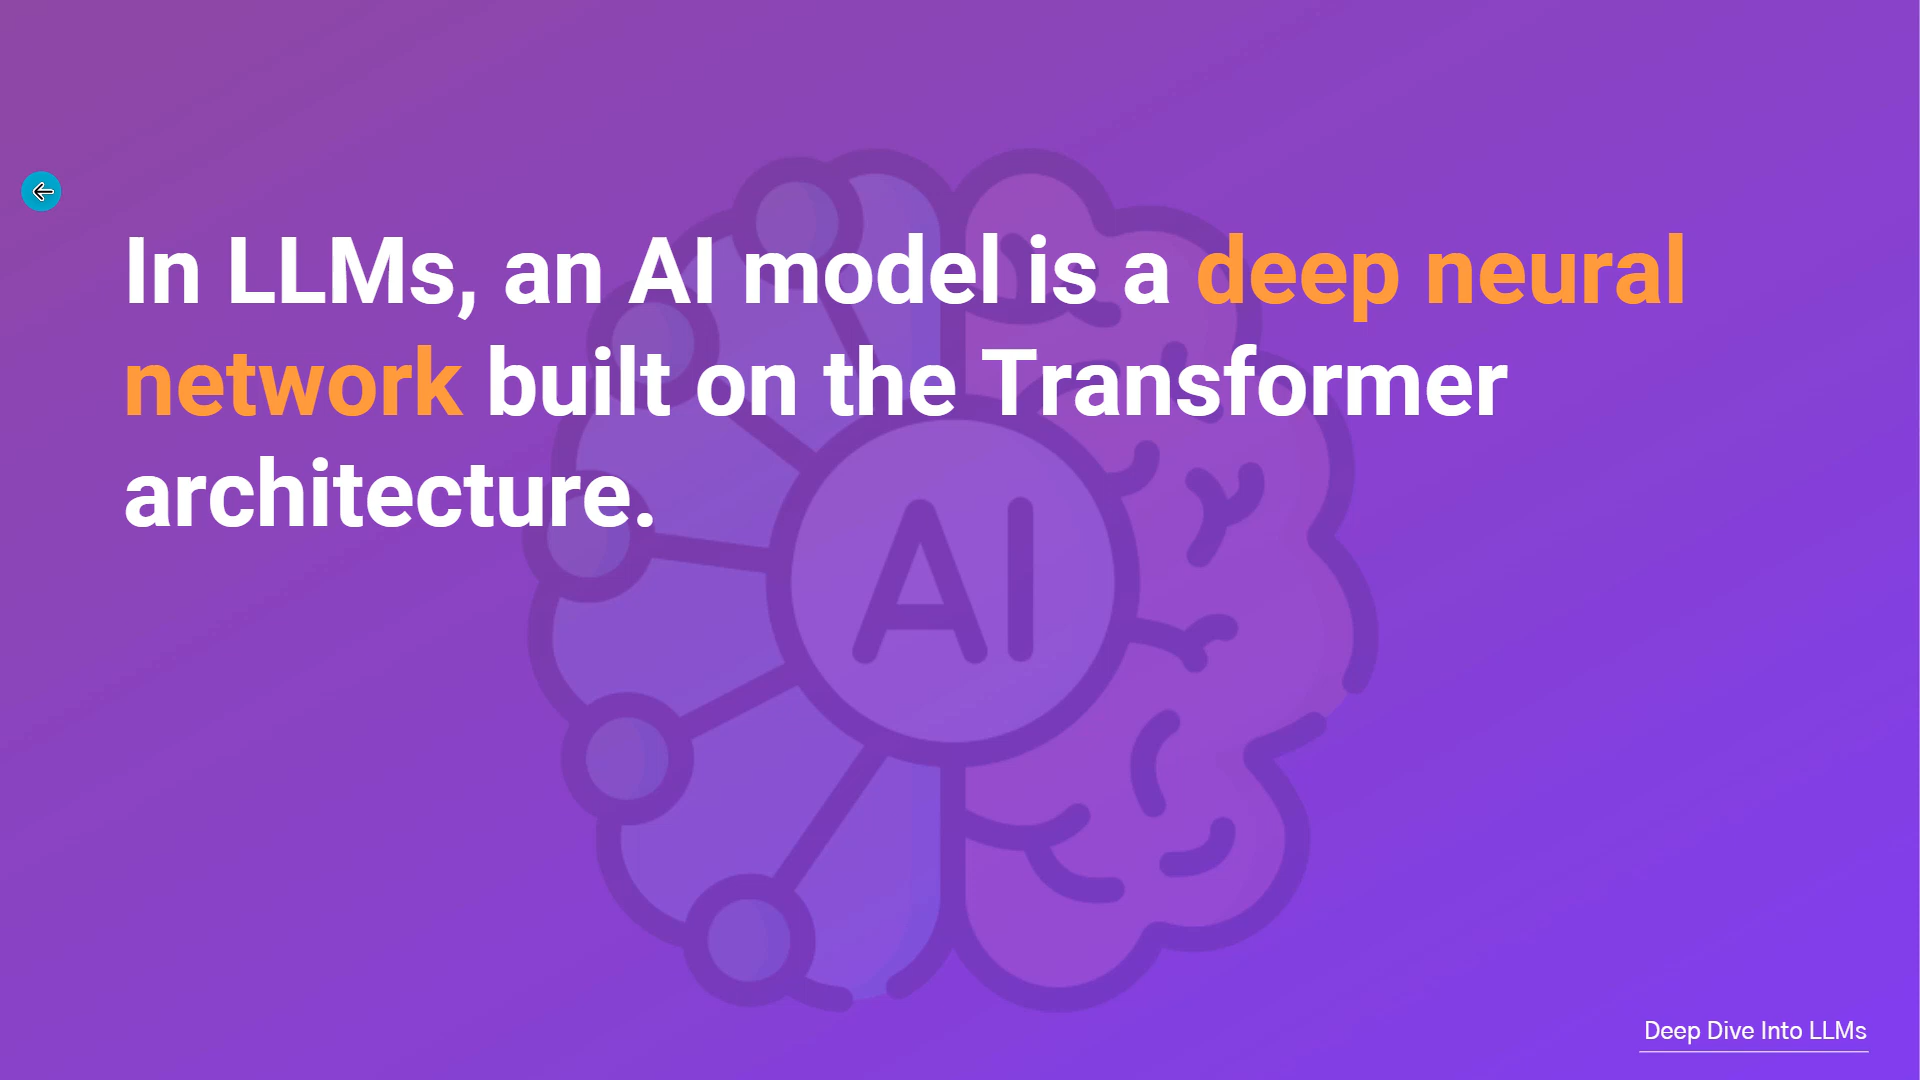 In LLMs, an AI model is a deep neural
network built on the Transformer
architecture.
AI
Deep Dive Into LLMs